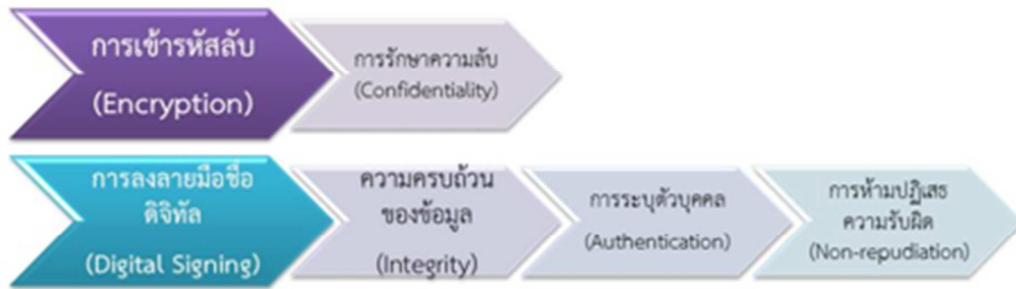 การเข้ารหัสลับ
(Encryption)
การรักษาความลับ
(Confidentiality)
การลงลายมือชื่อ
ดิจิทัล
(Digital Signing)
ความครบถ้วน
ของข้อมูล
(Integrity)
การระบุตัวบุคคล
(Authentication)
การห้ามปฏิเสธ
ความรับผิด
(Non-repudiation)